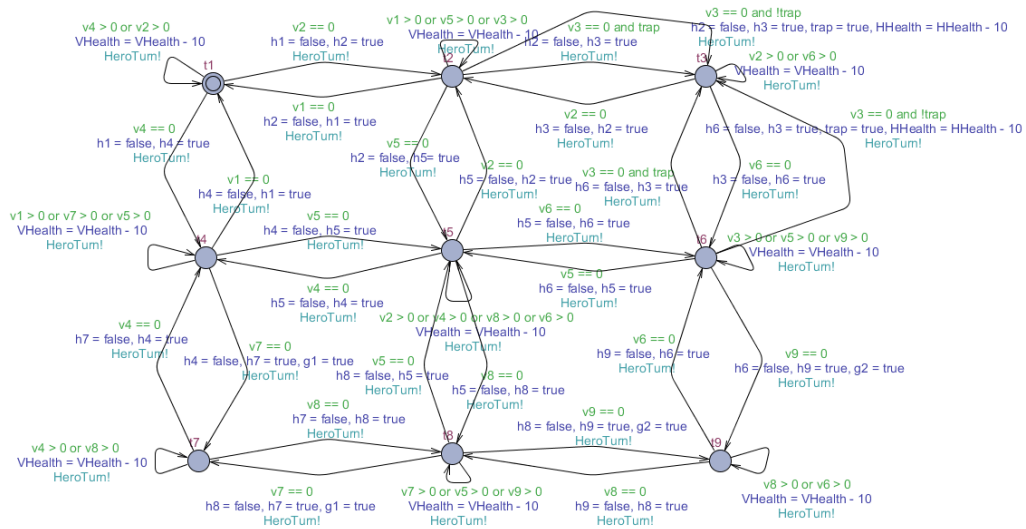 v4 > 0 or v2 > 0
VHealth = VHealth - 10
HeroTurn!
t1
v2 == 0
h1 = false, h2 = true
HeroTurn!
v1 > 0 or v5 > 0 or v3 > 0
VHealth = VHealth - 10
HeroTurn!
t2
v3 == 0 and trap
h2 = false, h3 = true
HeroTurn!
v3 == 0 and !trap
h2 = false, h3 = true, trap = true, HHealth = HHealth - 10
HeroTurn!
t3
v2 > 0 or v6 > 0
VHealth = VHealth - 10
HeroTurn!
v1 == 0
h2 = false, h1 = true
HeroTurn!
v2 == 0
h3 = false, h2 = true
HeroTurn!
v3 == 0 and !trap
h6 = false, h3 = true, trap = true, HHealth = HHealth - 10
HeroTurn!
v4 == 0
h1 = false, h4 = true
HeroTurn!
v1 == 0
h4 = false, h1 = true
HeroTurn!
v5 == 0
h2 = false, h5= true
HeroTurn!
v2 == 0
h5 = false, h2 = true
HeroTurn!
v3 == 0 and trap
h6 = false, h3 = true
HeroTurn!
v6 == 0
h3 = false, h6 = true
HeroTurn!
v1 > 0 or v7 > 0 or v5 > 0
VHealth = VHealth - 10
HeroTurn!
t4
v5 == 0
h4 = false, h5 = true
HeroTurn!
t5
v6 == 0
h5 = false, h6 = true
HeroTurn!
t6
v3 > 0 or v5 > 0 or v9 > 0
VHealth = VHealth - 10
HeroTurn!
v4 == 0
h5 = false, h4 = true
HeroTurn!
v5 == 0
h6 = false, h5 = true
HeroTurn!
v2 > 0 or v4 > 0 or v8 > 0 or v6 > 0
VHealth = VHealth - 10
HeroTurn!
v4 == 0
h7 = false, h4 = true
HeroTurn!
v7 == 0
h4 = false, h7 = true, g1 = true
HeroTurn!
v5 == 0
h8 = false, h5 = true
HeroTurn!
v8 == 0
h5 = false, h8 = true
HeroTurn!
v6 == 0
h9 = false, h6 = true
HeroTurn!
v9 == 0
h6 = false, h9 = true, g2 = true
HeroTurn!
v4 > 0 or v8 > 0
VHealth = VHealth - 10
HeroTurn!
t7
v8 == 0
h7 = false, h8 = true
HeroTurn!
t8
v9 == 0
h8 = false, h9 = true, g2 = true
HeroTurn!
t9
v7 == 0
h8 = false, h7 = true, g1 = true
HeroTurn!
v7 > 0 or v5 > 0 or v9 > 0
VHealth = VHealth - 10
HeroTurn!
v8 == 0
h9 = false, h8 = true
HeroTurn!
v8 > 0 or v6 > 0
VHealth = VHealth - 10
HeroTurn!